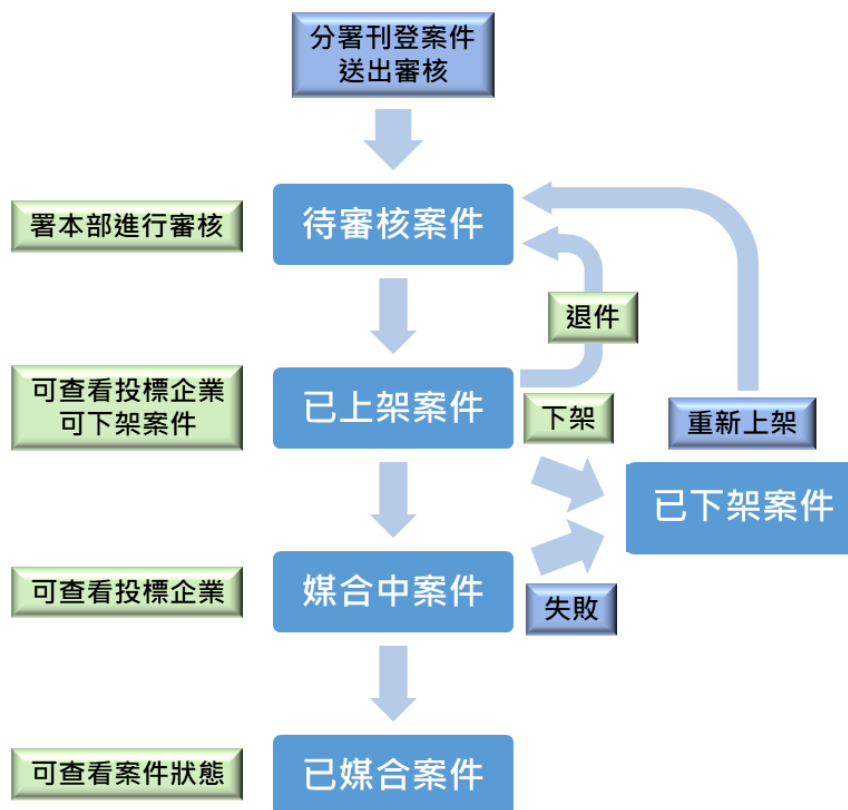 分署刊登案件
送出審核
署本部進行審核
待審核案件
退件
可查看投標企業
可下架案件
已上架案件
下架
重新上架
已下架案件
可查看投標企業
媒合中案件
失敗
可查看案件狀態
已媒合案件